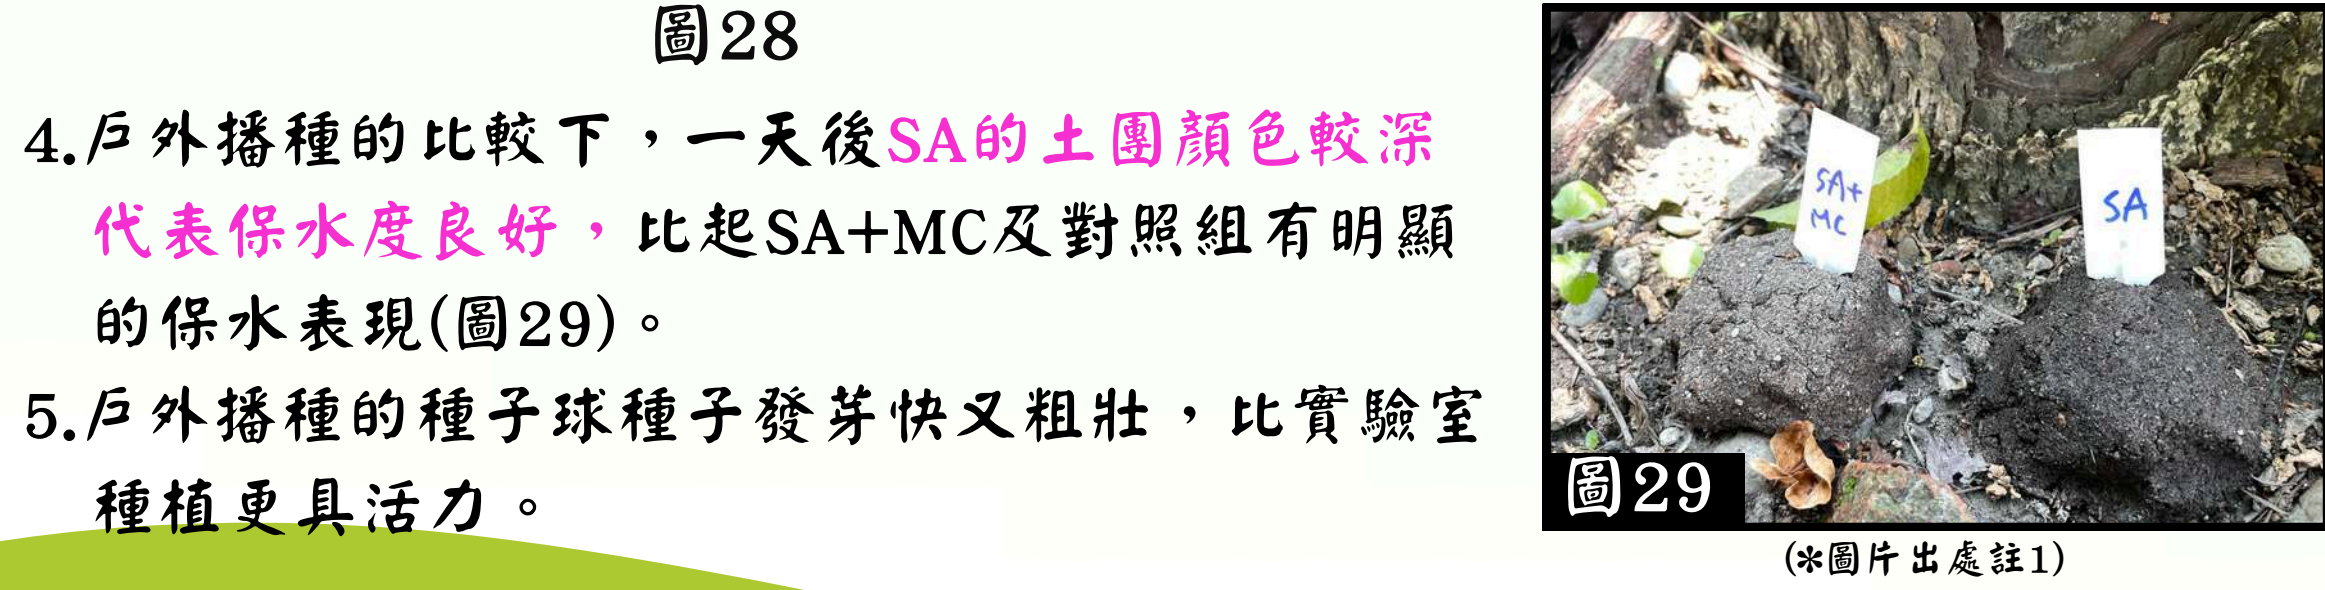 圖28
4.戶外播種的比較下，一天後SA的土團顏色較深
代表保水度良好，比起SA+MC及對照組有明顯
的保水表現(圖29)。
5.戶外播種的種子球種子發芽快又粗壯，比實驗室
種植更具活力。
SA+
MC
SA
圖29
(*圖片出處註1)